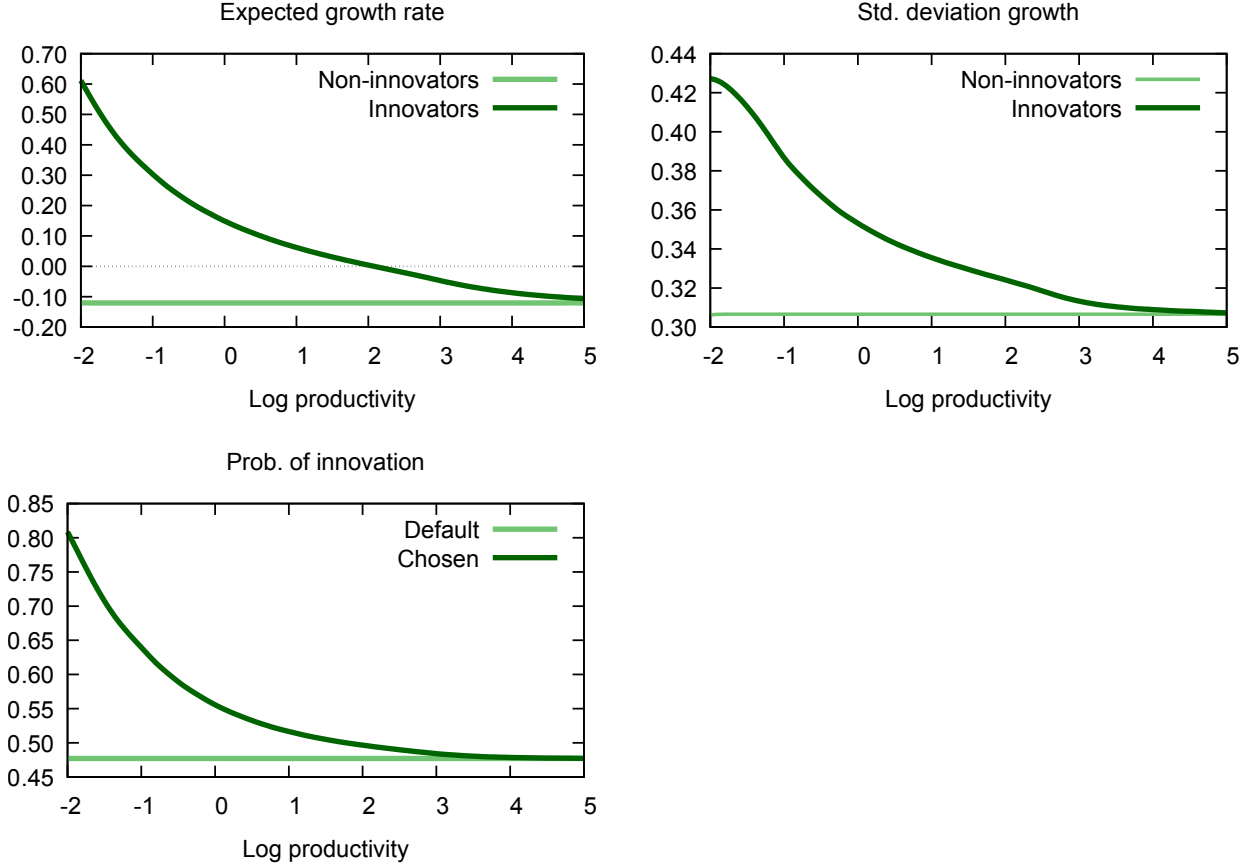 Expected growth rate
0.70
0.60
0.50
0.40
0.30
0.20
0.10
0.00
-0.10
-0.20
Non-innovators
Innovators
-2 -1 0 1 2 3 4 5
Log productivity
Std. deviation growth
0.44
0.42
0.40
0.38
0.36
0.34
0.32
0.30
Non-innovators
Innovators
-2 -1 0 1 2 3 4 5
Log productivity
Prob. of innovation
0.85
0.80
0.75
0.70
0.65
0.60
0.55
0.50
0.45
Default
Chosen
-2 -1 0 1 2 3 4 5
Log productivity